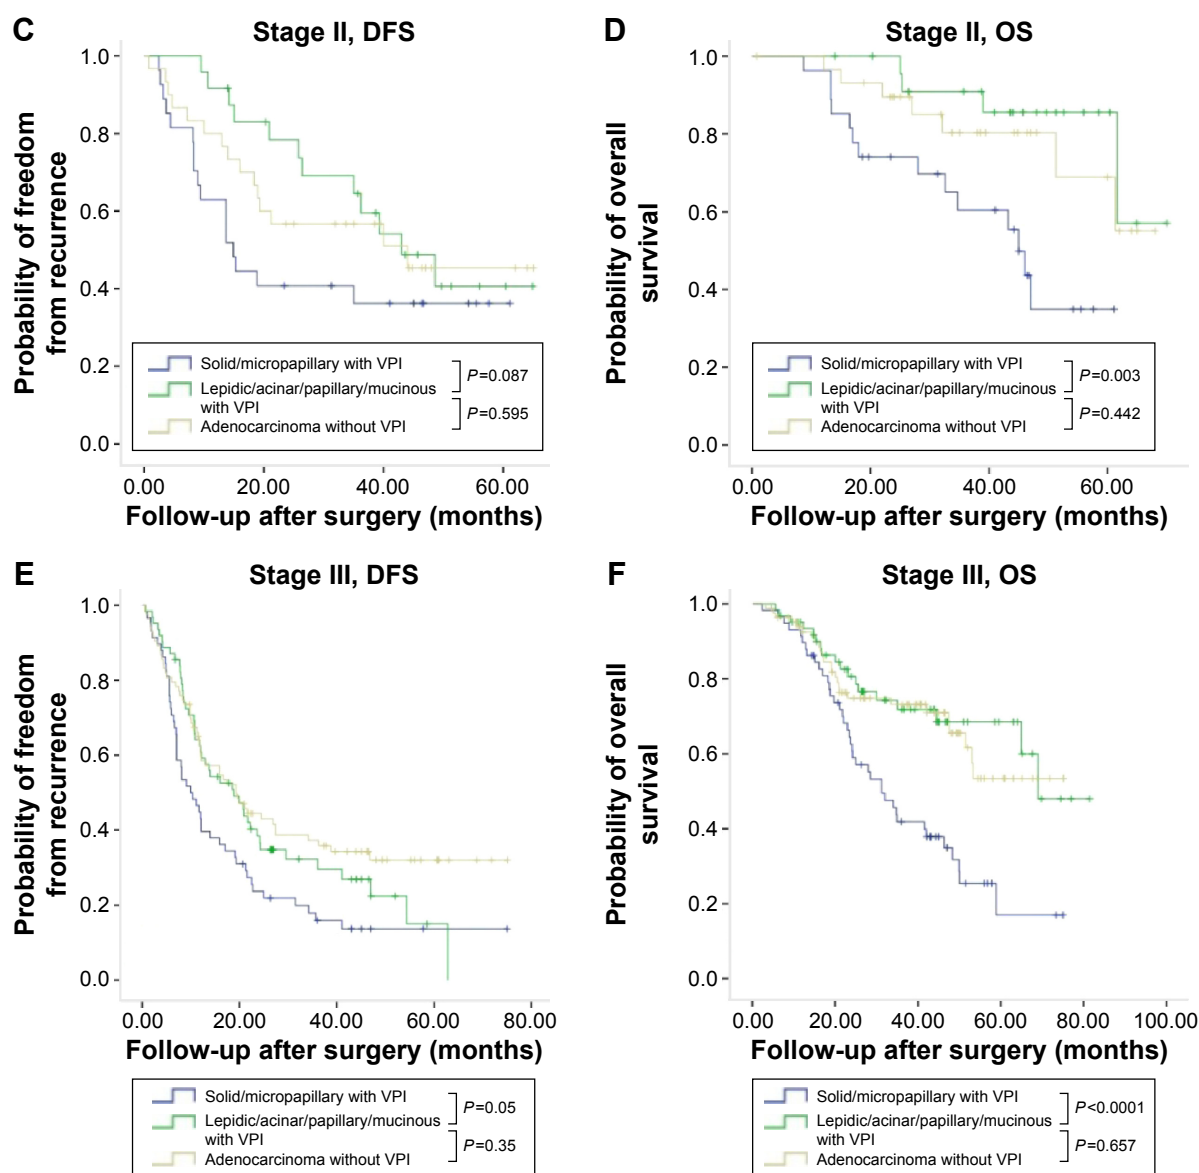 C
Stage II, DFS
Probability of freedom
from recurrence
1.0
0.8
0.6
0.4
0.2
0.0
Solid/micropapillary with VPI
Lepidic/acinar/papillary/mucinous
with VPI
Adenocarcinoma without VPI
P=0.087
P=0.595
0.00 20.00 40.00 60.00
Follow-up after surgery (months)
D
Stage II, OS
Probability of overall
survival
1.0
0.8
0.6
0.4
0.2
0.0
Solid/micropapillary with VPI
Lepidic/acinar/papillary/mucinous
with VPI
Adenocarcinoma without VPI
P=0.003
P=0.442
0.00 20.00 40.00 60.00
Follow-up after surgery (months)
E
Stage III, DFS
Probability of freedom
from recurrence
1.0
0.8
0.6
0.4
0.2
0.0
0.00 20.00 40.00 60.00 80.00
Follow-up after surgery (months)
Solid/micropapillary with VPI
Lepidic/acinar/papillary/mucinous
with VPI
Adenocarcinoma without VPI
P=0.05
P=0.35
F
Stage III, OS
Probability of overall
survival
1.0
0.8
0.6
0.4
0.2
0.0
0.00 20.00 40.00 60.00 80.00 100.00
Follow-up after surgery (months)
Solid/micropapillary with VPI
Lepidic/acinar/papillary/mucinous
with VPI
Adenocarcinoma without VPI
P<0.0001
P=0.657